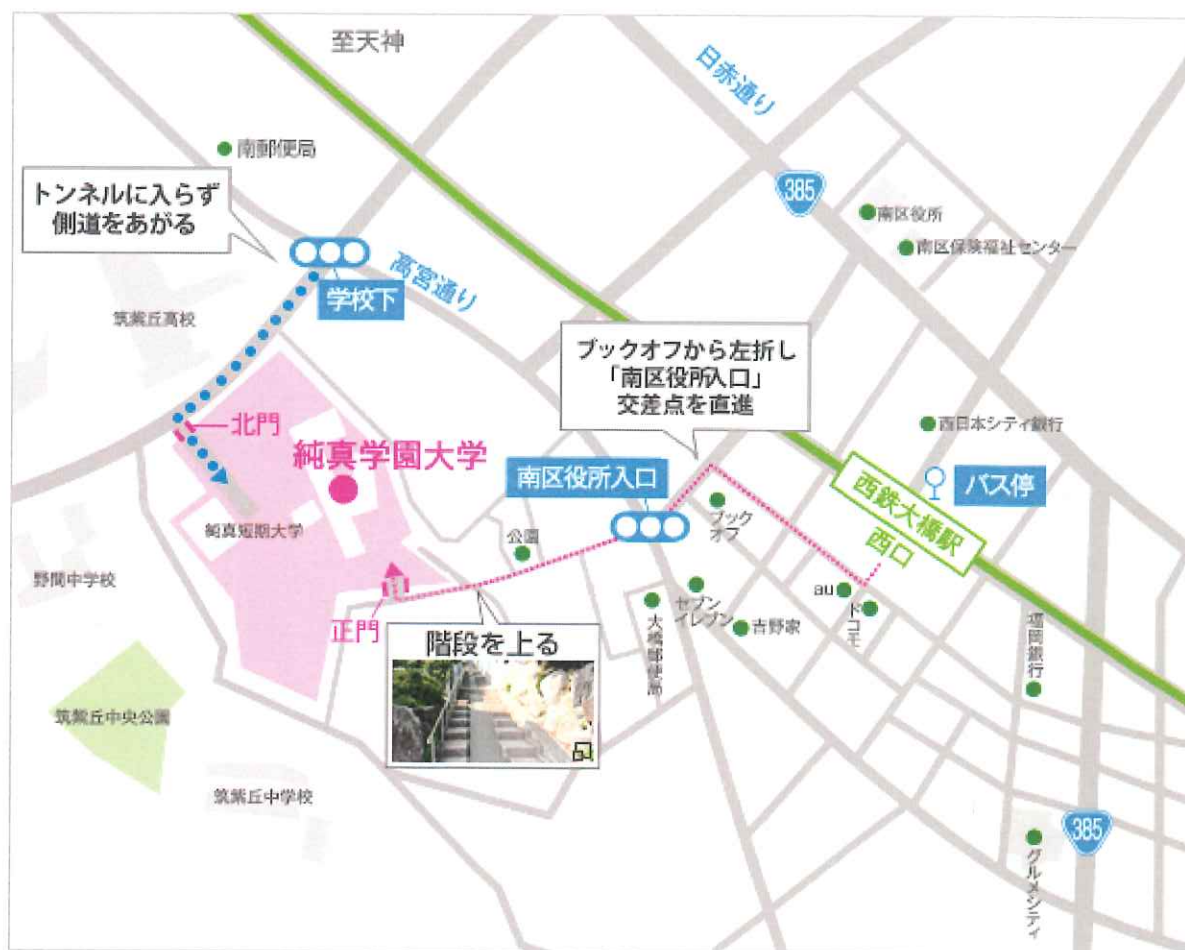 至天神
日赤通り
南郵便局
トンネルに入らず
側道をあがる
385
南区役所
南区保険福祉センター
学校下
高宮通り
筑紫丘高校
ブックオフから左折し
「南区役所入口」
交差点を直進
北門
純真学園大学
西日本シティ銀行
南区役所入口
バス停
西鉄大橋駅
西口
ブック
オフ
純真短期大学
公園
野間中学校
正門
au
ドコモ
セブン
イレブン
吉野家
大橋郵便局
福岡銀行
階段を上る
筑紫丘中央公園
筑紫丘中学校
385
グルメシティ